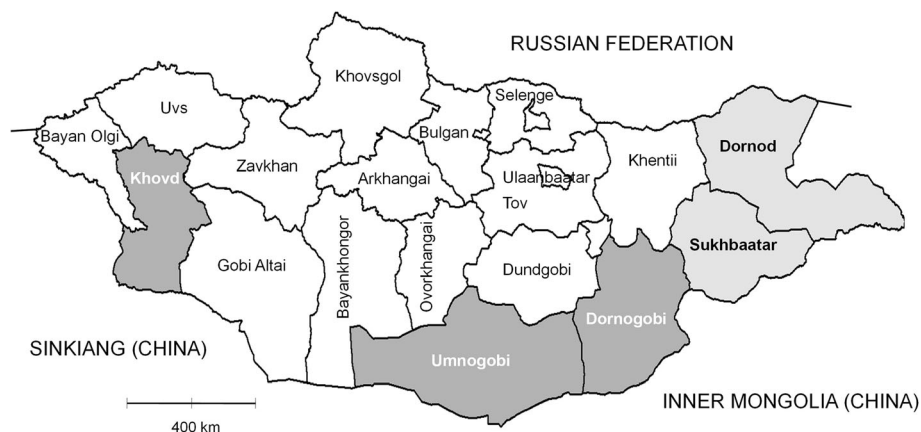 RUSSIAN FEDERATION
Khovsgol
Uvs
Selenge
Bayan Olgi
Bulgan
Dornod
Khovd
Zavkhan
Arkhangai
Ulaanbaatar
Khentii
Tov
Sukhbaatar
Gobi Altai
Bayankhongor
Ovorkhangai
Dundgobi
Dornogobi
SINKIANG (CHINA)
Umnogobi
INNER MONGOLIA (CHINA)
400 km